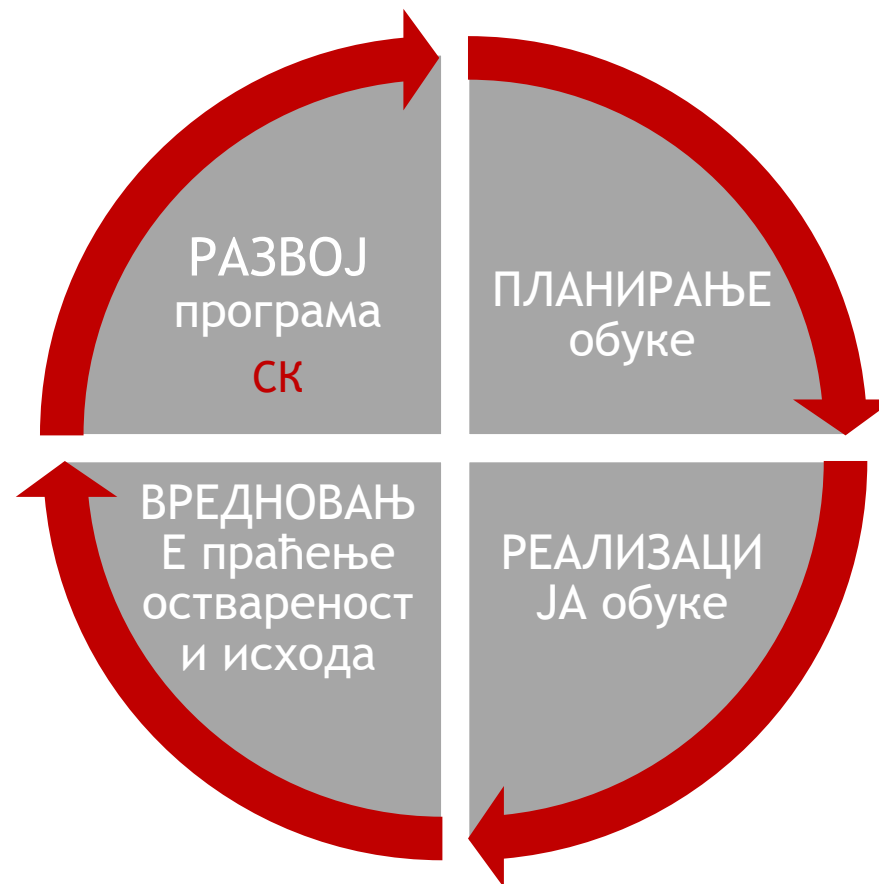 РАЗВОЈ
програма
СК
ПЛАНИРАЊЕ
обуке
ВРЕДНОВАЊ
Е праћење
оствареност
и исхода
РЕАЛИЗАЦИ
ЈА обуке